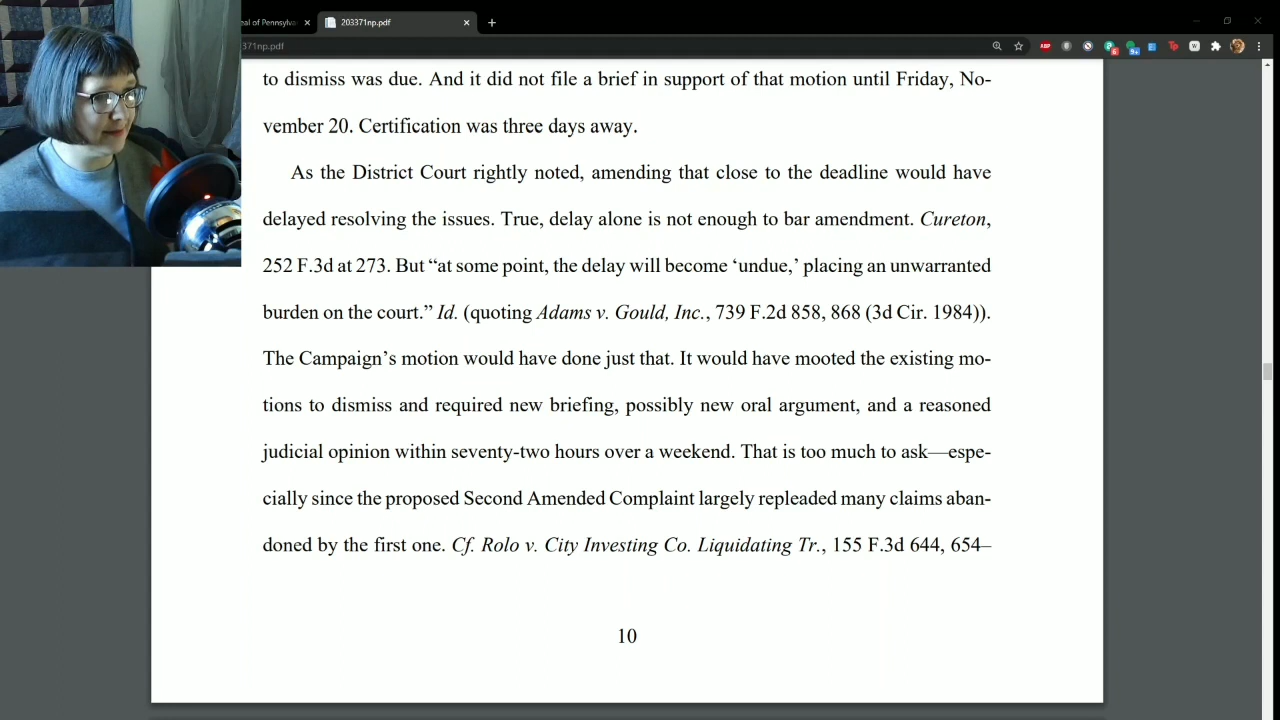 eal of Pennsylva
203371np.pdf
371np.pdf
to dismiss was due. And it did not file a brief in support of that motion until Friday, No-
vember 20. Certification was three days away.
As the District Court rightly noted, amending that close to the deadline would have
delayed resolving the issues. True, delay alone is not enough to bar amendment. Cureton,
252 F.3d at 273. But “at some point, the delay will become ‘undue,’ placing an unwarranted
burden on the court.” Id. (quoting Adams v. Gould, Inc., 739 F.2d 858, 868 (3d Cir. 1984)).
The Campaign’s motion would have done just that. It would have mooted the existing mo-
tions to dismiss and required new briefing, possibly new oral argument, and a reasoned
judicial opinion within seventy-two hours over a weekend. That is too much to ask—espe-
cially since the proposed Second Amended Complaint largely repleaded many claims aban-
doned by the first one. Cf. Rolo v. City Investing Co. Liquidating Tr., 155 F.3d 644, 654–
10